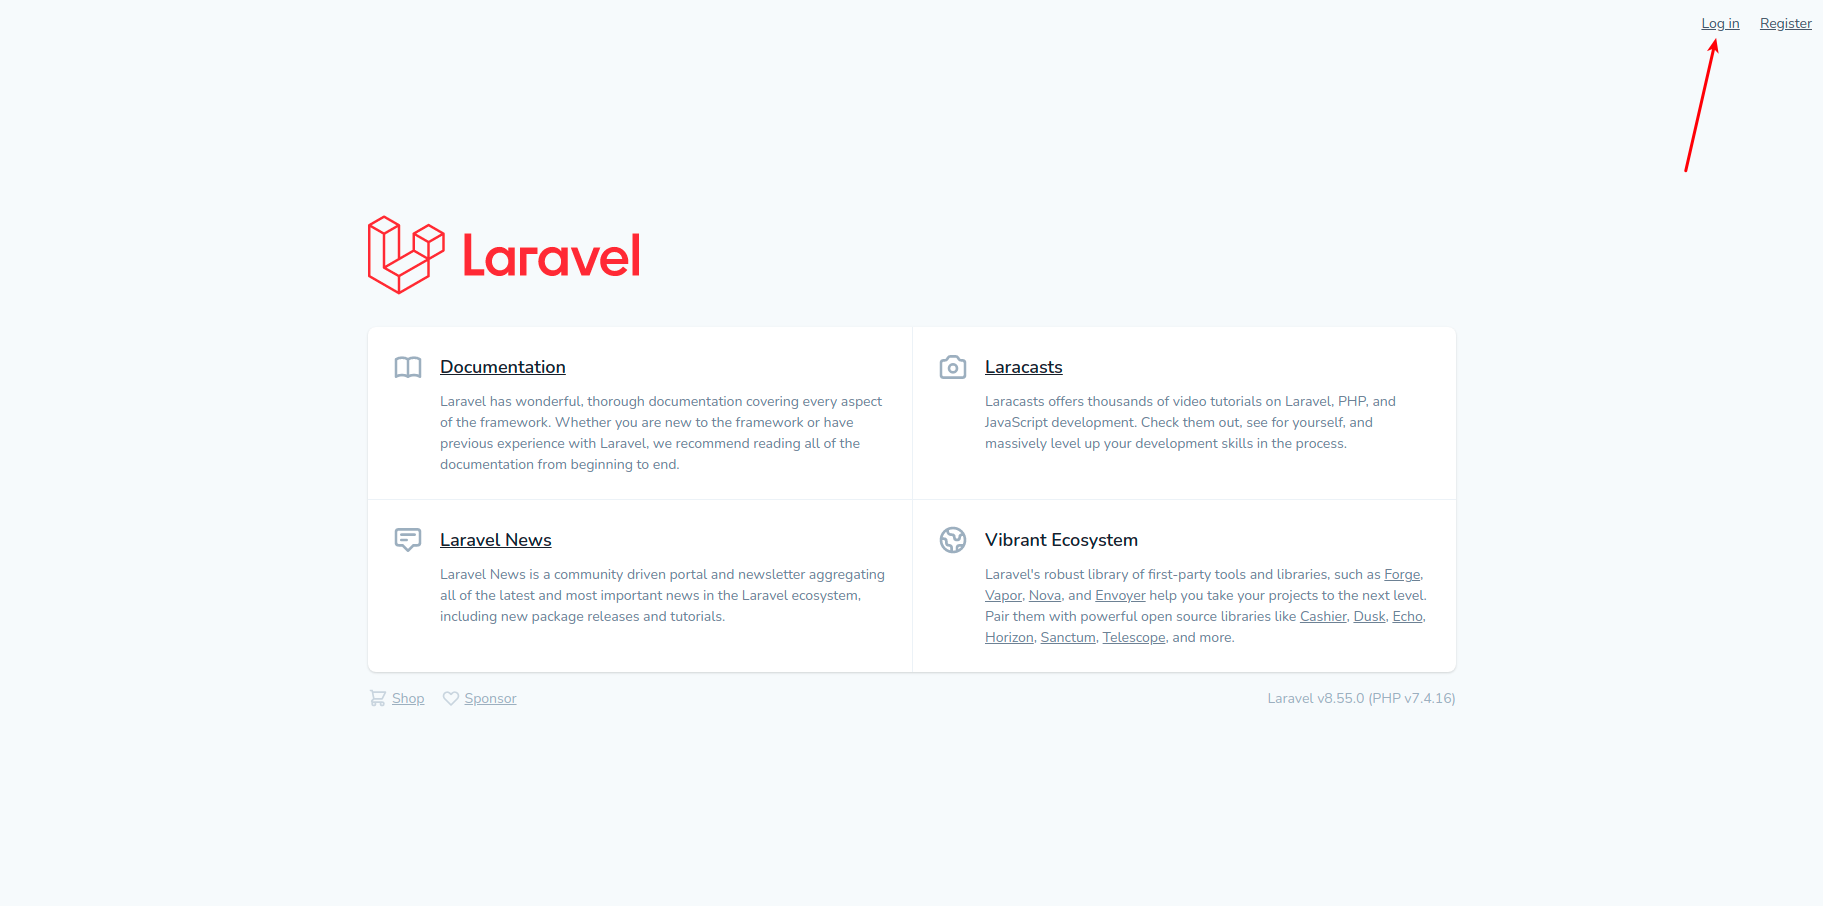 Log in Register
Laravel
Documentation
Laravel has wonderful, thorough documentation covering every aspect
of the framework. Whether you are new to the framework or have
previous experience with Laravel, we recommend reading all of the
documentation from beginning to end.
Laracasts
Laracasts offers thousands of video tutorials on Laravel, PHP, and
JavaScript development. Check them out, see for yourself, and
massively level up your development skills in the process.
Laravel News
Laravel News is a community driven portal and newsletter aggregating
all of the latest and most important news in the Laravel ecosystem,
including new package releases and tutorials.
Vibrant Ecosystem
Laravel's robust library of first-party tools and libraries, such as Forge,
Vapor, Nova, and Envoyer help you take your projects to the next level.
Pair them with powerful open source libraries like Cashier, Dusk, Echo,
Horizon, Sanctum, Telescope, and more.
Shop Sponsor Laravel v8.55.0 (PHP v7.4.16)